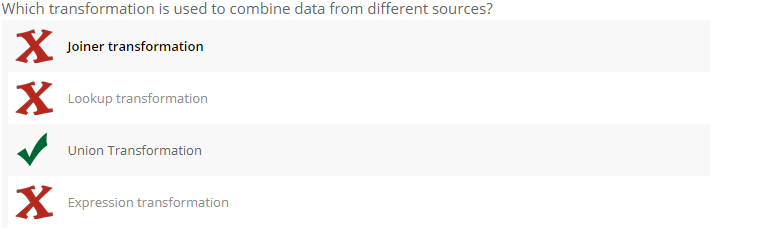 Which transformation is used to combine data from different sources?
Joiner transformation
Lookup transformation
Union Transformation
Expression transformation